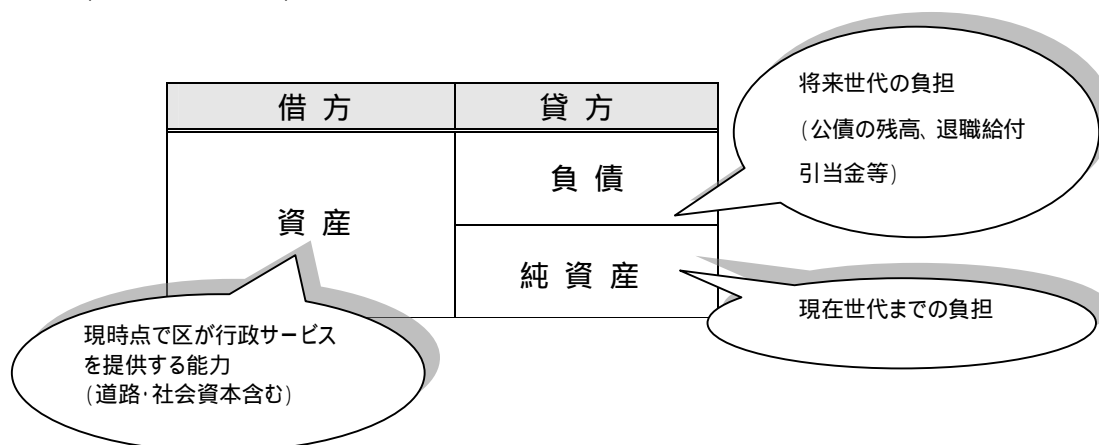 借方 貸方
将来世代の負担
(公債の残高、退職給付
引当金等)
負債
資産
純資産
現在世代までの負担
現時点で区が行政サービス
を提供する能力
(道路・社会資本含む)